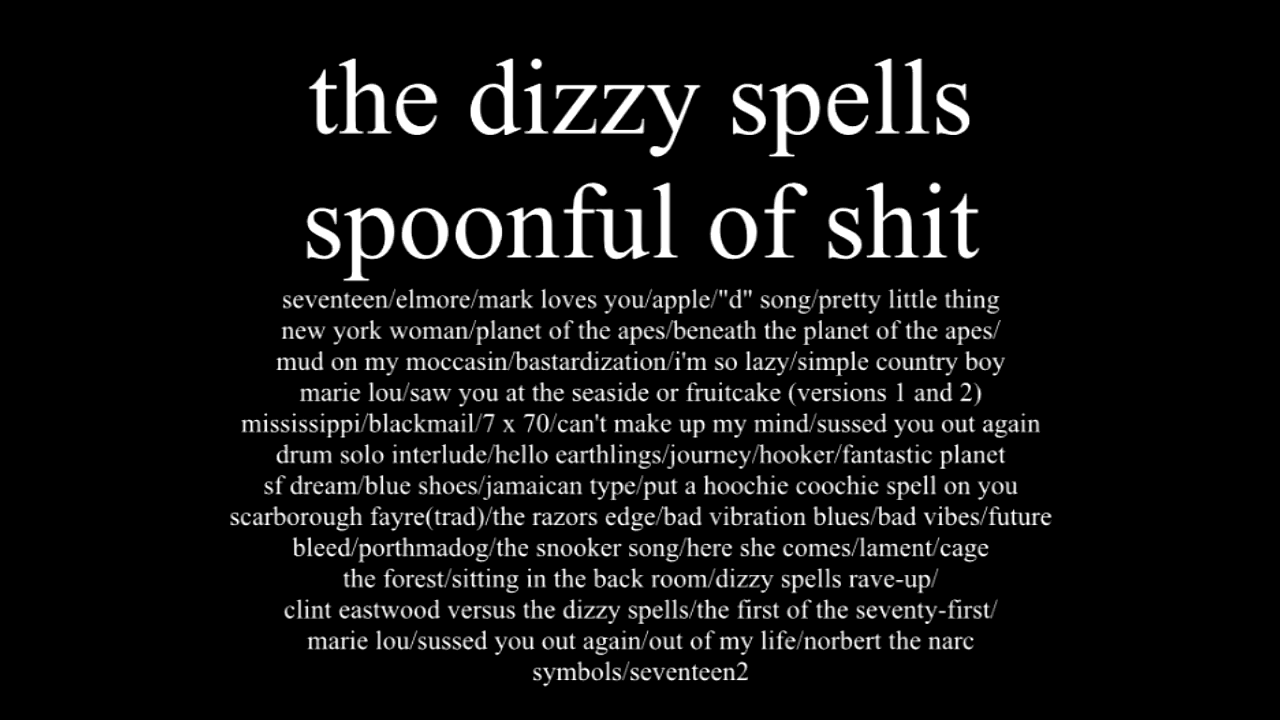 the dizzy spells
spoonful of shit
seventeen/elmore/mark loves you/apple/"d" song/pretty little thing
new york woman/planet of the apes/beneath the planet of the apes/
mud on my moccasin/bastardization/i'm so lazy/simple country boy
marie lou/saw you at the seaside or fruitcake (versions 1 and 2)
mississippi/blackmail/7 x 70/can't make up my mind/sussed you out again
drum solo interlude/hello earthlings/journey/hooker/fantastic planet
sf dream/blue shoes/jamaican type/put a hoochie coochie spell on you
scarborough fayre(trad)/the razors edge/bad vibration blues/bad vibes/future
bleed/porthmadog/the snooker song/here she comes/lament/cage
the forest/sitting in the back room/dizzy spells rave-up/
clint eastwood versus the dizzy spells/the first of the seventy-first/
marie lou/sussed you out again/out of my life/norbert the narc
symbols/seventeen2